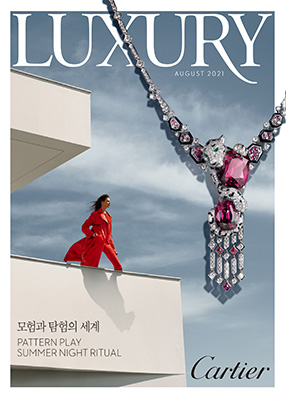 LUXURY
AUGUST 2021
모험과 탐험의 세계
PATTERN PLAY
SUMMER NIGHT RITUAL
Cartier